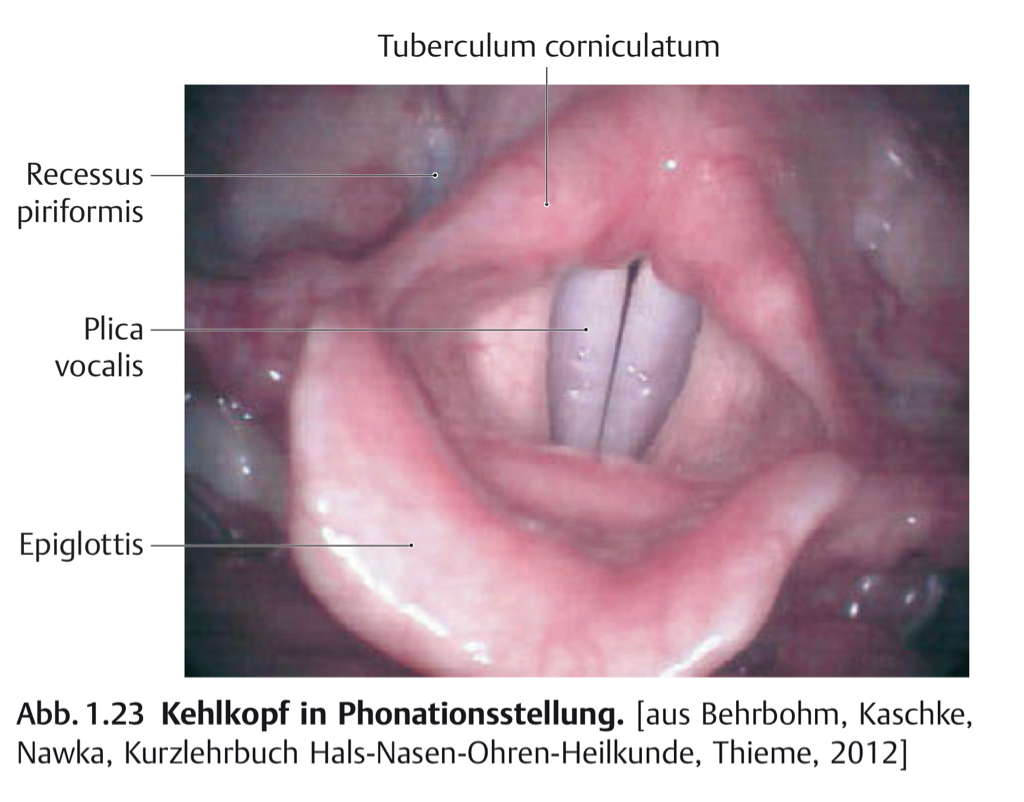 Tuberculum corniculatum
Recessus
piriformis
Plica
vocalis
Epiglottis
Abb. 1.23 Kehlkopf in Phonationsstellung. [aus Behrbohm, Kaschke,
Nawka, Kurzlehrbuch Hals-Nasen-Ohren-Heilkunde, Thieme, 2012]